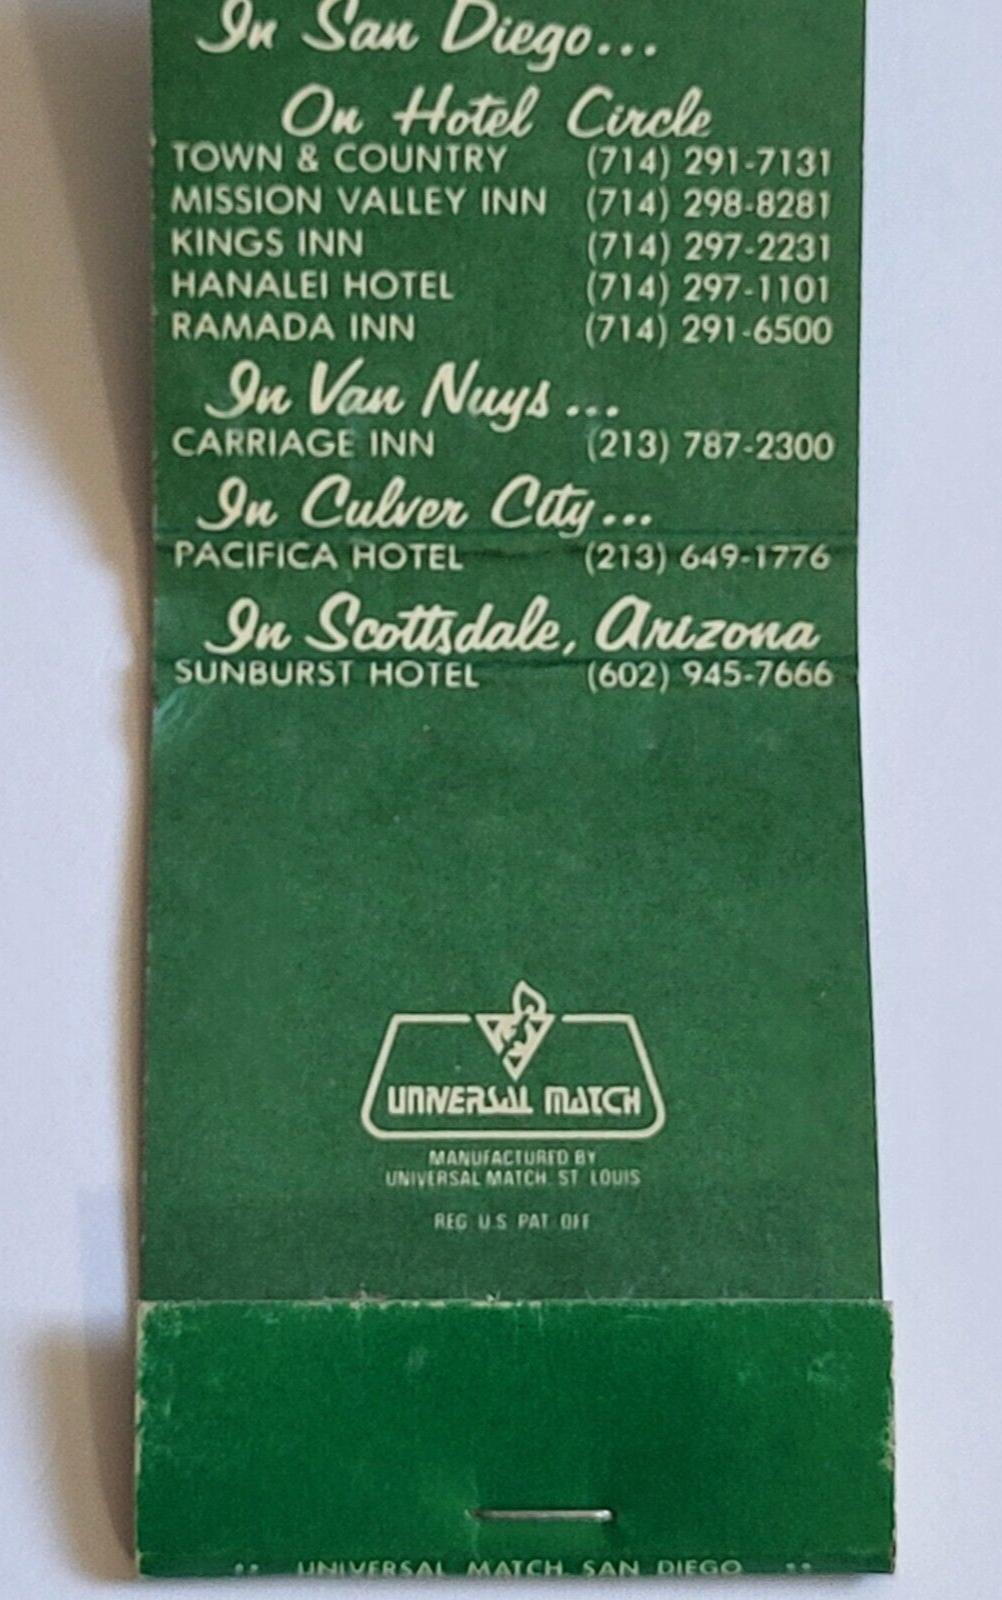 In San Diego...
On Hotel Circle
TOWN & COUNTRY (714) 291-7131
MISSION VALLEY INN (714) 298-8281
KINGS INN (714) 297-2231
HANALEI HOTEL (714) 297-1101
RAMADA INN (714) 291-6500
In Van Nuys...
CARRIAGE INN (213) 787-2300
In Culver City...
PACIFICA HOTEL (213) 649-1776
In Scottsdale, Arizona
SUNBURST HOTEL (602) 945-7666
UNIVERSAL MATCH
MANUFACTURED BY
UNIVERSAL MATCH, ST. LOUIS
REG U.S. PAT OFF
UNIVERSAL MATCH SAN DIEGO